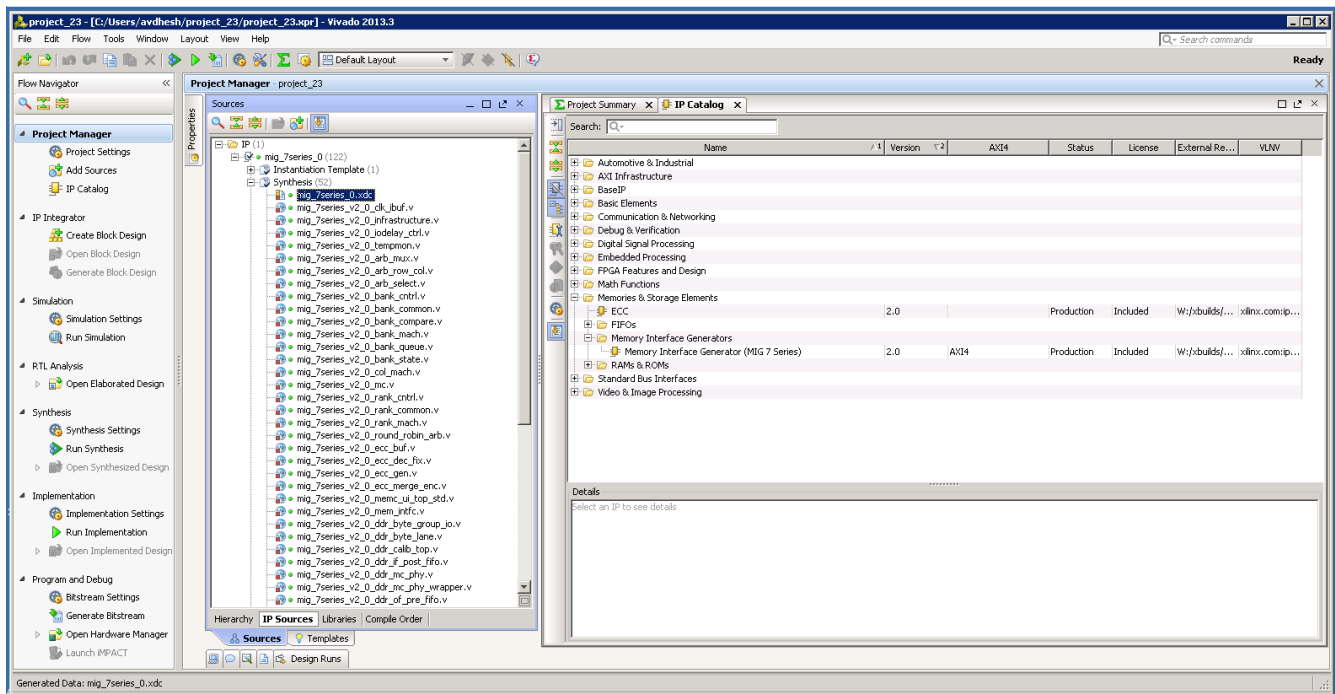 project_23 - [C:/Users/avdhesh/project_23/project_23.xpr] - Vivado 2013.3
File Edit Flow Tools Window Layout View Help
Search commands
Default Layout
Ready
Flow Navigator
Project Manager
Project Settings
Add Sources
IP Catalog
IP Integrator
Create Block Design
Open Block Design
Generate Block Design
Simulation
Simulation Settings
Run Simulation
RTL Analysis
Open Elaborated Design
Synthesis
Synthesis Settings
Run Synthesis
Open Synthesized Design
Implementation
Implementation Settings
Run Implementation
Open Implemented Design
Program and Debug
Bitstream Settings
Generate Bitstream
Open Hardware Manager
Launch iMPACT
Project Manager - project_23
Properties
Sources
IP (1)
mig_7series_0 (122)
Instantiation Template (1)
Synthesis (52)
mig_7series_0.xdc
mig_7series_v2_0_clk_ibuf.v
mig_7series_v2_0_infrastructure.v
mig_7series_v2_0_iodelay_ctrl.v
mig_7series_v2_0_tempmon.v
mig_7series_v2_0_arb_mux.v
mig_7series_v2_0_arb_row_col.v
mig_7series_v2_0_arb_select.v
mig_7series_v2_0_bank_cntrl.v
mig_7series_v2_0_bank_common.v
mig_7series_v2_0_bank_compare.v
mig_7series_v2_0_bank_mach.v
mig_7series_v2_0_bank_queue.v
mig_7series_v2_0_bank_state.v
mig_7series_v2_0_col_mach.v
mig_7series_v2_0_mc.v
mig_7series_v2_0_rank_cntrl.v
mig_7series_v2_0_rank_common.v
mig_7series_v2_0_rank_mach.v
mig_7series_v2_0_round_robin_arb.v
mig_7series_v2_0_ecc_buf.v
mig_7series_v2_0_ecc_dec_fix.v
mig_7series_v2_0_ecc_gen.v
mig_7series_v2_0_ecc_merge_enc.v
mig_7series_v2_0_memc_ui_top_std.v
mig_7series_v2_0_mem_intfc.v
mig_7series_v2_0_ddr_byte_group_io.v
mig_7series_v2_0_ddr_byte_lane.v
mig_7series_v2_0_ddr_calib_top.v
mig_7series_v2_0_ddr_if_post_fifo.v
mig_7series_v2_0_ddr_mc_phy.v
mig_7series_v2_0_ddr_mc_phy_wrapper.v
mig_7series_v2_0_ddr_of_pre_fifo.v
Hierarchy IP Sources Libraries Compile Order
Sources Templates
Design Runs
Project Summary IP Catalog
Search:
Name 1 Version 2 AXI4 Status License External Re... VLNV
Automotive & Industrial
AXI Infrastructure
BaseIP
Basic Elements
Communication & Networking
Debug & Verification
Digital Signal Processing
Embedded Processing
FPGA Features and Design
Math Functions
Memories & Storage Elements
ECC 2.0 Production Included W:/xbuilds/... xilinx.com:ip...
FIFOs
Memory Interface Generators
Memory Interface Generator (MIG 7 Series) 2.0 AXI4 Production Included W:/xbuilds/... xilinx.com:ip...
RAMs & ROMs
Standard Bus Interfaces
Video & Image Processing
Details
Select an IP to see details
Generated Data: mig_7series_0.xdc